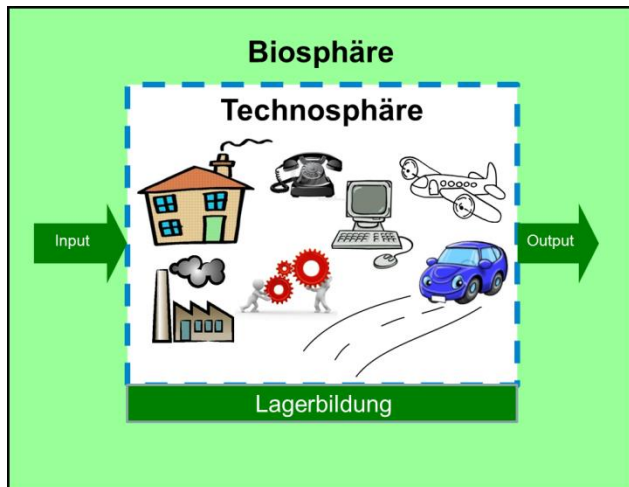 Biosphäre
Technosphäre
Input
Output
Lagerbildung